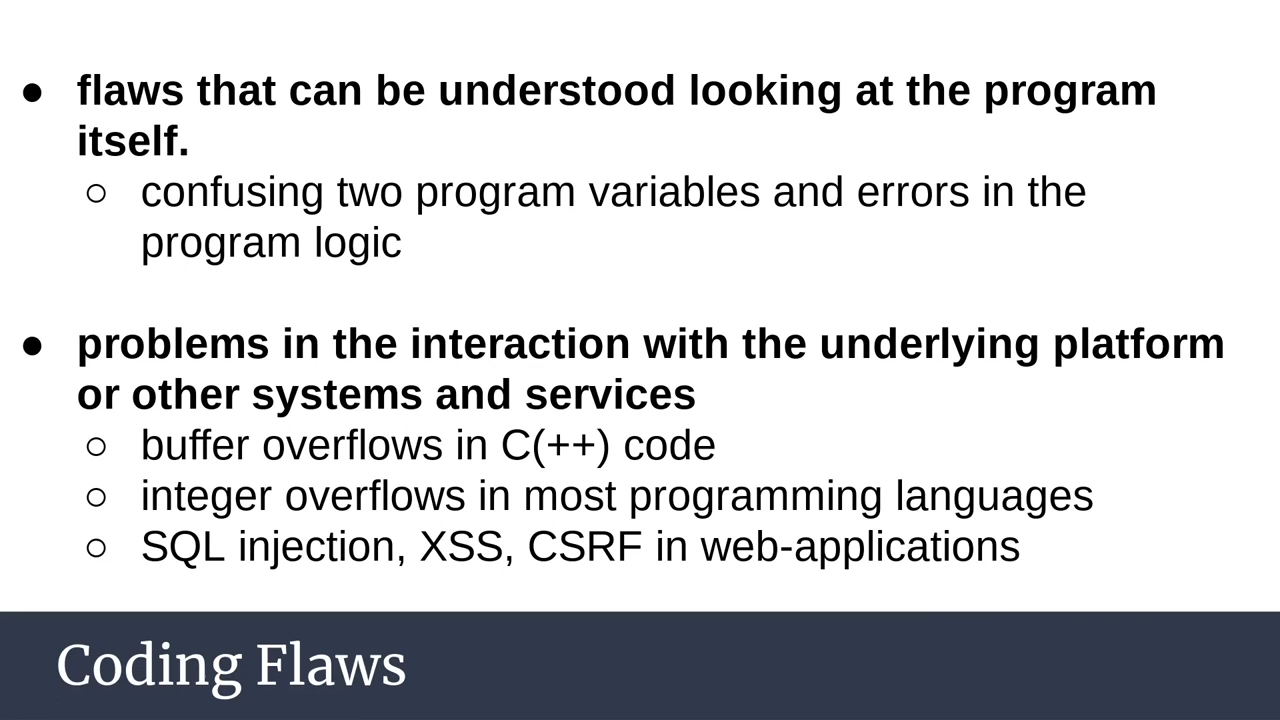 ● flaws that can be understood looking at the program
itself.
○ confusing two program variables and errors in the
program logic
● problems in the interaction with the underlying platform
or other systems and services
○ buffer overflows in C(++) code
○ integer overflows in most programming languages
○ SQL injection, XSS, CSRF in web-applications
Coding Flaws